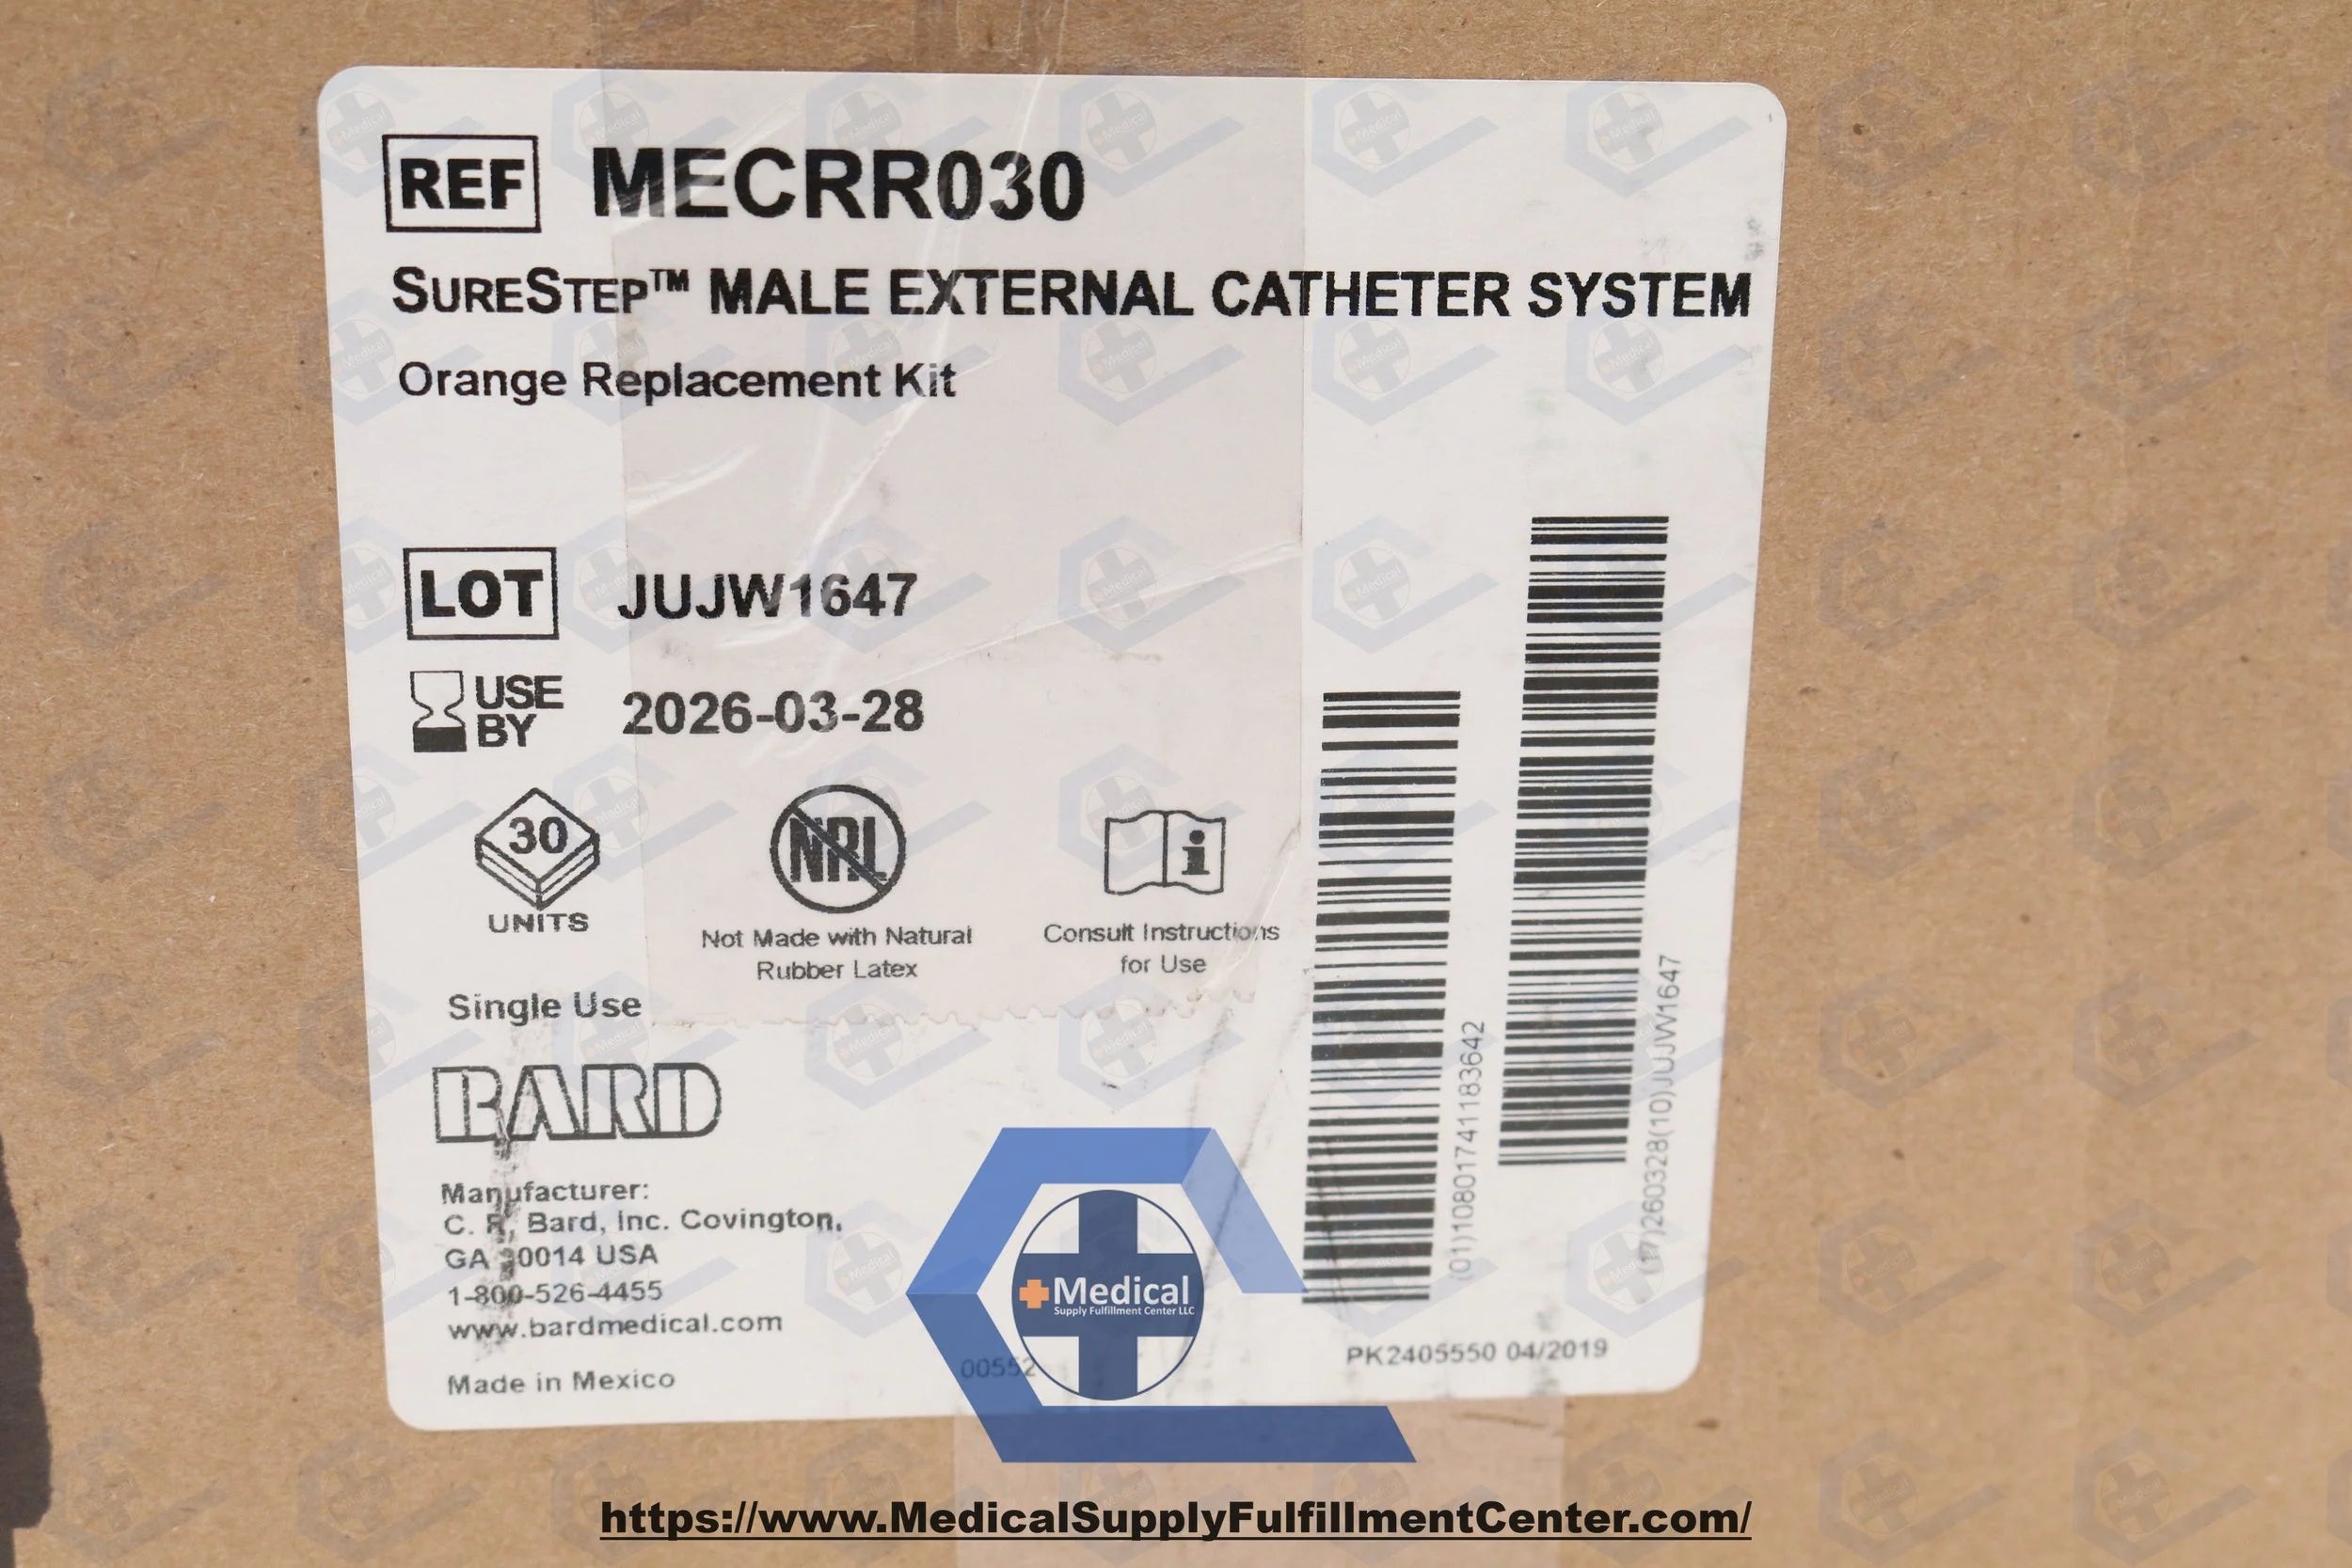 REF MECRR030
SURESTEP™ MALE EXTERNAL CATHETER SYSTEM
Orange Replacement Kit
LOT JUJW1647
USE BY 2026-03-28
30
UNITS
NRL
Not Made with Natural
Rubber Latex
i
Consult Instructions
for Use
Single Use
BARD
Manufacturer:
C. R. Bard, Inc. Covington,
GA 30014 USA
1-800-526-4455
www.bardmedical.com
Made in Mexico
00552
PK2405550 04/2019
(01)10801741183642
(17)260328(10)JUJW1647
Medical
Supply Fulfillment Center LLC
https://www.MedicalSupplyFulfillmentCenter.com/